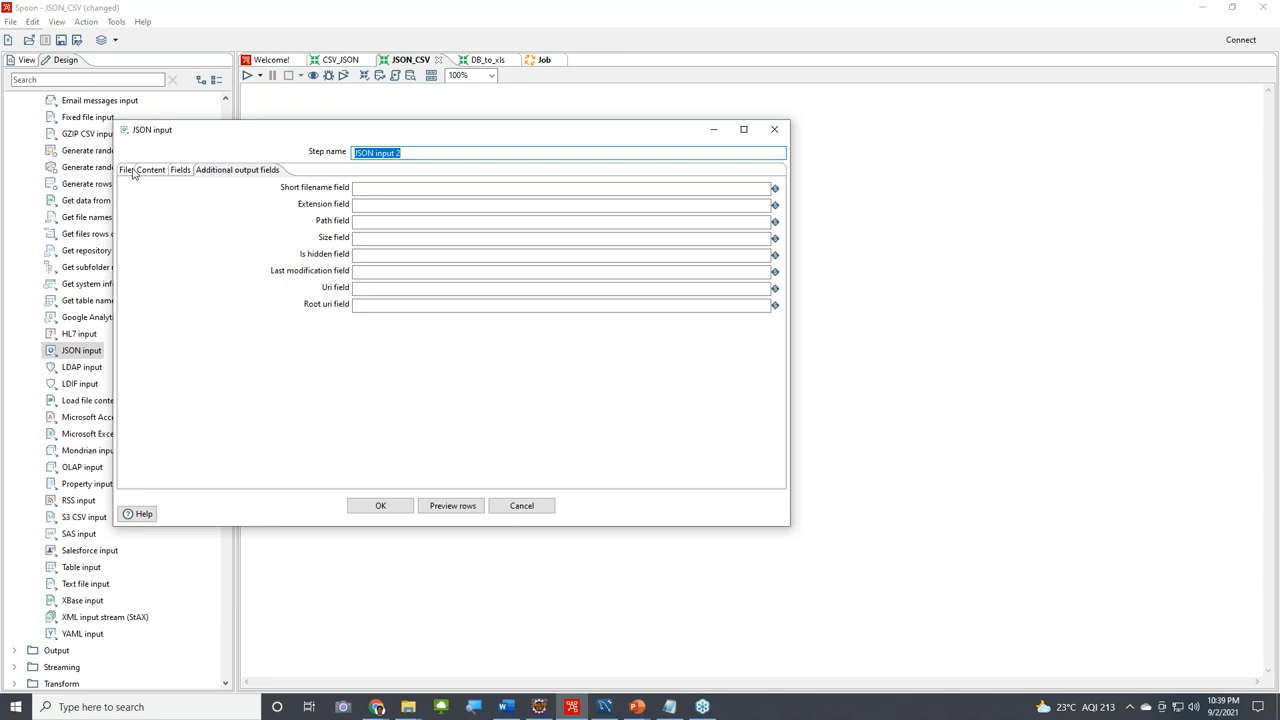 Spoon - JSON_CSV (changed)
File Edit View Action Tools Help
Connect
View Design
Welcome! CSV_JSON JSON_CSV DB_to_xls Job
Search
100%
Email messages input
Fixed file input
GZIP CSV inpu
Generate rand
Generate rand
Generate rows
Get data from
Get file names
Get files rows c
Get repository
Get subfolder r
Get system inf
Get table name
Google Analyti
HL7 input
JSON input
LDAP input
LDIF input
Load file conte
Microsoft Acce
Microsoft Exce
Mondrian inpu
OLAP input
Property input
RSS input
S3 CSV input
SAS input
Salesforce input
Table input
Text file input
XBase input
XML input stream (StAX)
YAML input
Output
Streaming
Transform
JSON input
Step name JSON input 2
File Content Fields Additional output fields
Short filename field
Extension field
Path field
Size field
Is hidden field
Last modification field
Uri field
Root uri field
OK Preview rows Cancel
Help
Type here to search
23°C AQI 213
10:39 PM
9/2/2021